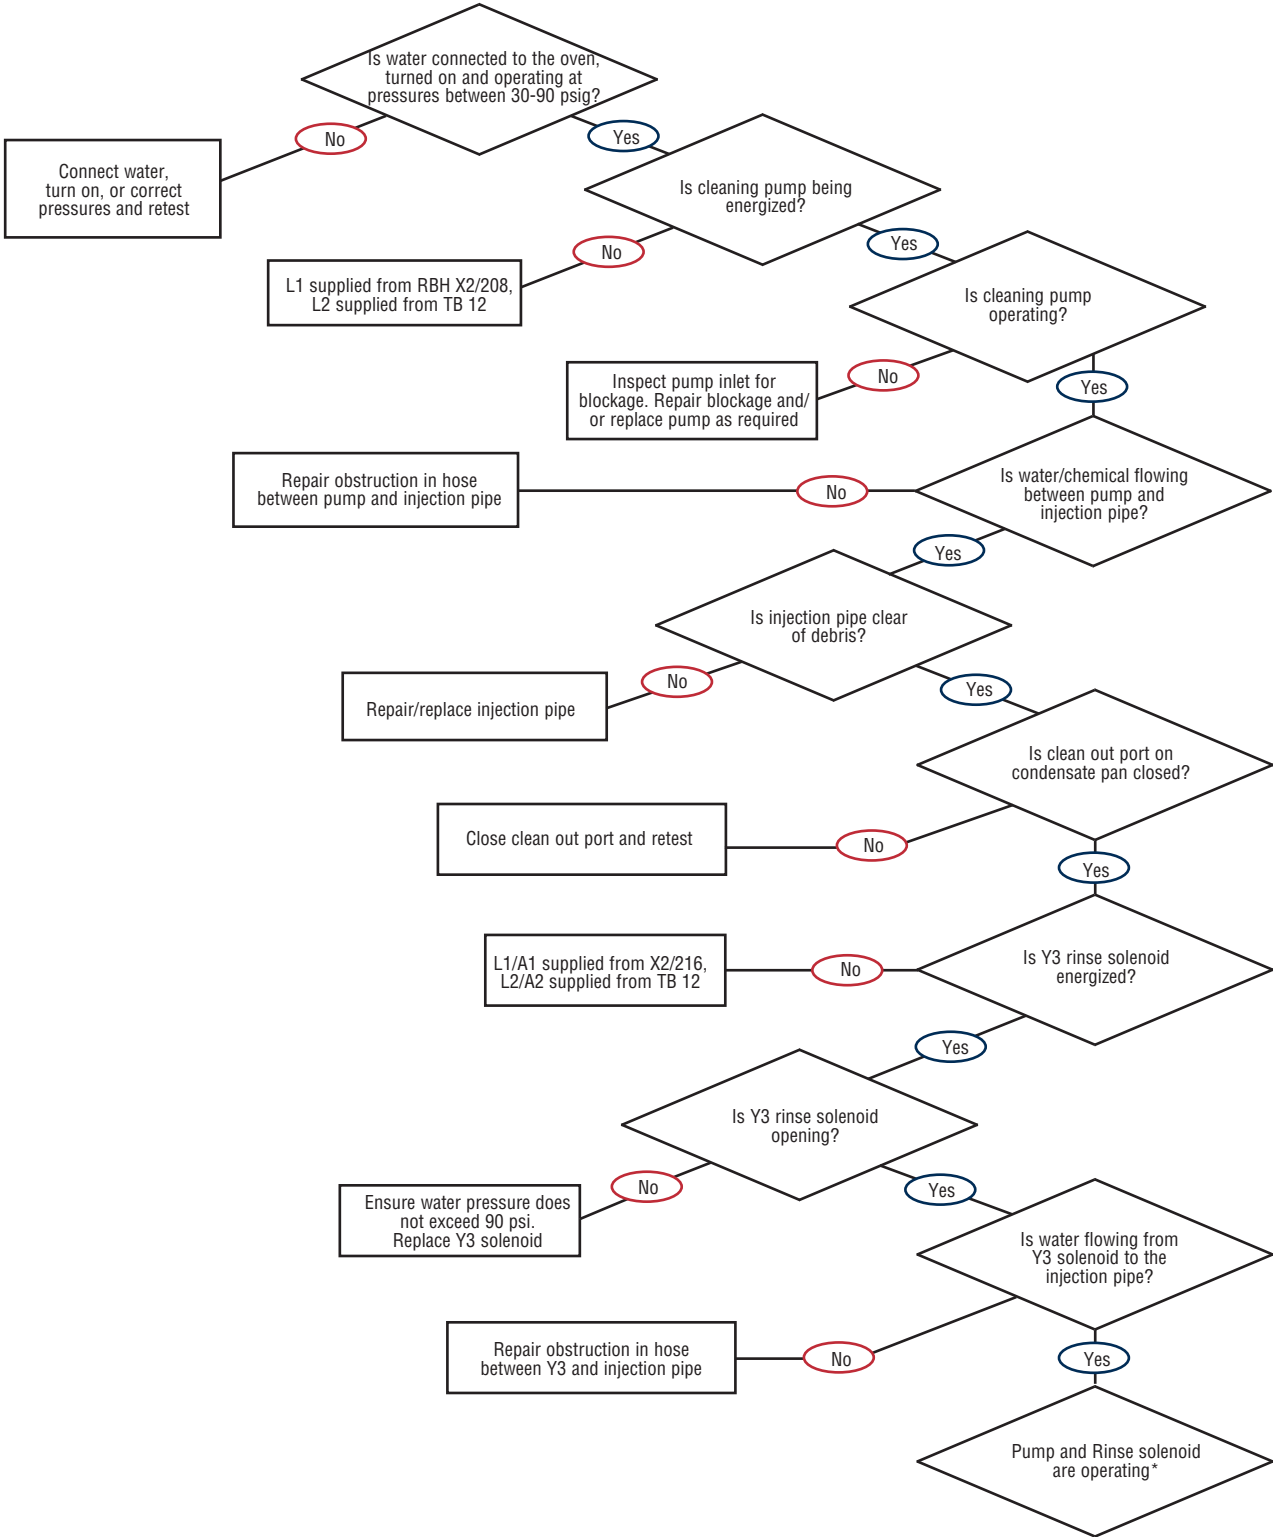 Is water connected to the oven,
turned on and operating at
pressures between 30-90 psig?
No
Yes
Connect water,
turn on, or correct
pressures and retest
Is cleaning pump being
energized?
No
Yes
L1 supplied from RBH X2/208,
L2 supplied from TB 12
Is cleaning pump
operating?
No
Yes
Inspect pump inlet for
blockage. Repair blockage and/
or replace pump as required
Is water/chemical flowing
between pump and
injection pipe?
No
Repair obstruction in hose
between pump and injection pipe
Yes
Is injection pipe clear
of debris?
No
Yes
Repair/replace injection pipe
Is clean out port on
condensate pan closed?
No
Close clean out port and retest
Yes
Is Y3 rinse solenoid
energized?
No
L1/A1 supplied from X2/216,
L2/A2 supplied from TB 12
Yes
Is Y3 rinse solenoid
opening?
No
Yes
Ensure water pressure does
not exceed 90 psi.
Replace Y3 solenoid
Is water flowing from
Y3 solenoid to the
injection pipe?
No
Repair obstruction in hose
between Y3 and injection pipe
Yes
Pump and Rinse solenoid
are operating*